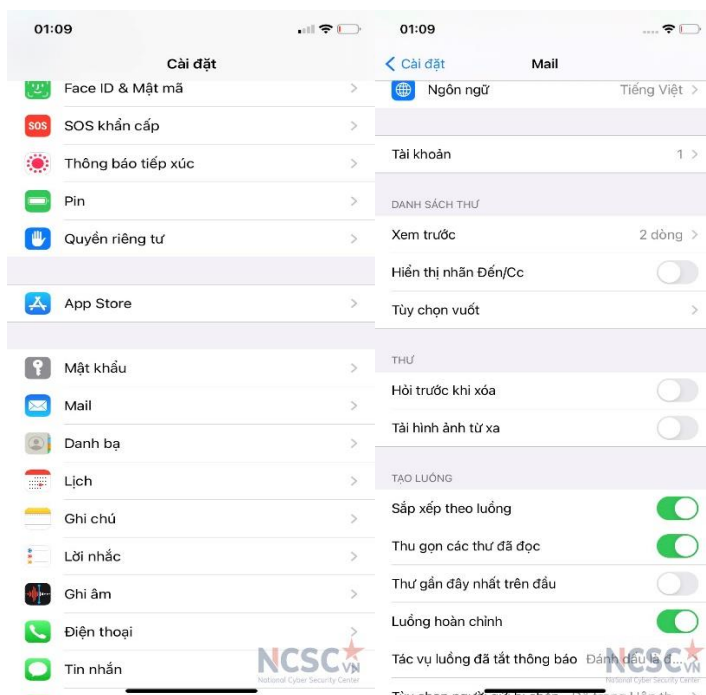 01:09
Cài đặt
Face ID & Mật mã
SOS
SOS khẩn cấp
Thông báo tiếp xúc
Pin
Quyền riêng tư
App Store
Mật khẩu
Mail
Danh bạ
Lịch
Ghi chú
Lời nhắc
Ghi âm
Điện thoại
Tin nhắn
NCSC VN
National Cyber Security Center
01:09
Cài đặt
Mail
Ngôn ngữ Tiếng Việt
Tài khoản 1
DANH SÁCH THƯ
Xem trước 2 dòng
Hiển thị nhãn Đến/Cc
Tùy chọn vuốt
THƯ
Hỏi trước khi xóa
Tải hình ảnh từ xa
TẠO LUỒNG
Sắp xếp theo luồng
Thu gọn các thư đã đọc
Thư gần đây nhất trên đầu
Luồng hoàn chỉnh
Tác vụ luồng đã tắt thông báo Đánh dấu là đ...
NCSC VN
National Cyber Security Center